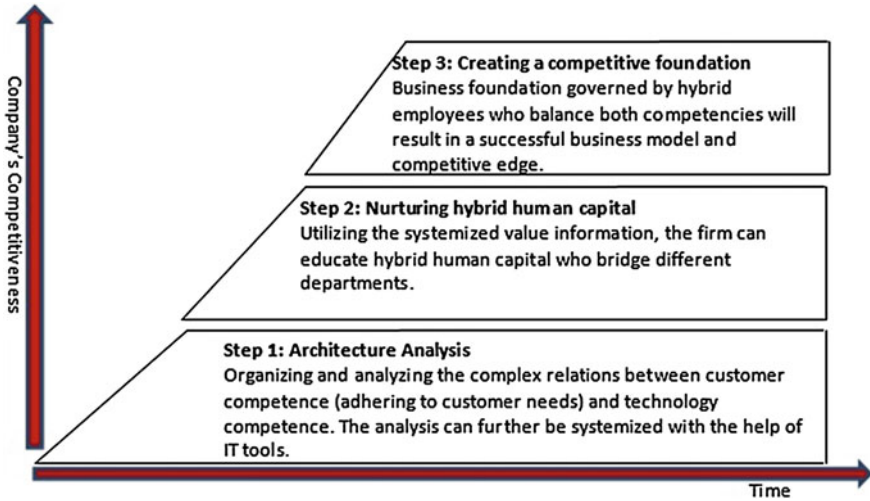 Company's Competitiveness
Step 3: Creating a competitive foundation
Business foundation governed by hybrid
employees who balance both competencies will
result in a successful business model and
competitive edge.
Step 2: Nurturing hybrid human capital
Utilizing the systemized value information, the firm can
educate hybrid human capital who bridge different
departments.
Step 1: Architecture Analysis
Organizing and analyzing the complex relations between customer
competence (adhering to customer needs) and technology
competence. The analysis can further be systemized with the help of
IT tools.
Time